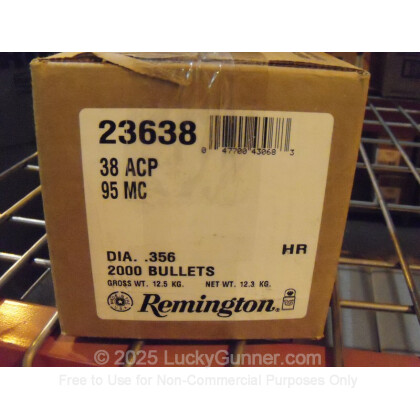 23638
0 47700 43068 3
38 ACP
95 MC
DIA. .356
HR
2000 BULLETS
GROSS WT. 12.5 KG. NET WT. 12.3 KG.
Remington®
© 2025 LuckyGunner.com
Free to Use for Non-Commercial Purposes Only